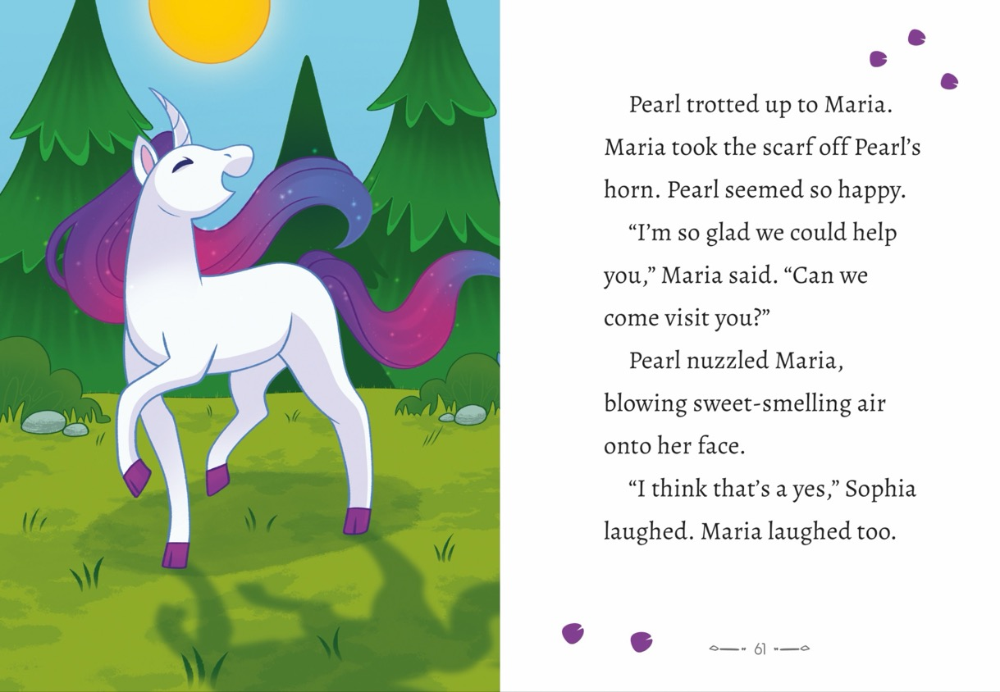 Pearl trotted up to Maria.
Maria took the scarf off Pearl’s
horn. Pearl seemed so happy.
“I’m so glad we could help
you,” Maria said. “Can we
come visit you?”
Pearl nuzzled Maria,
blowing sweet-smelling air
onto her face.
“I think that’s a yes,” Sophia
laughed. Maria laughed too.
61